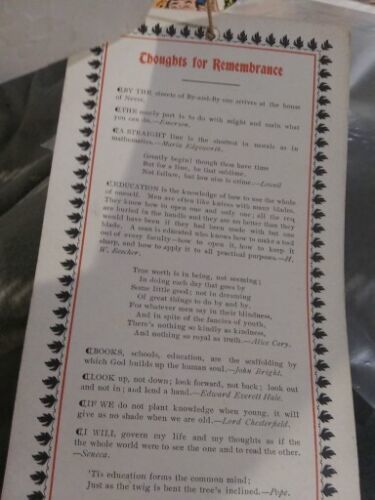 Thoughts for Remembrance
BY THE streets of By-and-By one arrives at the house
of Never.
THE manly part is to do with might and main what
you can do.—Emerson.
A STRAIGHT line is the shortest in morals as in
mathematics.—Maria Edgeworth.
Greatly begin! though thou have time
But for a line, be that sublime.
Not failure, but low aim is crime.—Lowell
EDUCATION is the knowledge of how to use the whole
of oneself. Men are often like knives with many blades.
They know how to open one and only one; all the rest
are buried in the handle and they are no better than they
would have been if they had been made with but one
blade. A man is educated who knows how to make a tool
out of every faculty—how to open it, how to keep it
sharp, and how to apply it to all practical purposes.—H.
W. Beecher.
True worth is in being, not seeming;
In doing each day that goes by
Some little good; not in dreaming
Of great things to do by and by.
For whatever men say in their blindness,
And in spite of the fancies of youth,
There's nothing so kindly as kindness,
And nothing so royal as truth.—Alice Cary.
BOOKS, schools, education, are the scaffolding by
which God builds up the human soul.—John Bright.
LOOK up, not down; look forward, not back; look out
and not in; and lend a hand.—Edward Everett Hale.
IF WE do not plant knowledge when young, it will
give us no shade when we are old.—Lord Chesterfield.
I WILL govern my life and my thoughts as if the
whole world were to see the one and to read the other.
—Seneca.
'Tis education forms the common mind;
Just as the twig is bent the tree's inclined.—Pope.